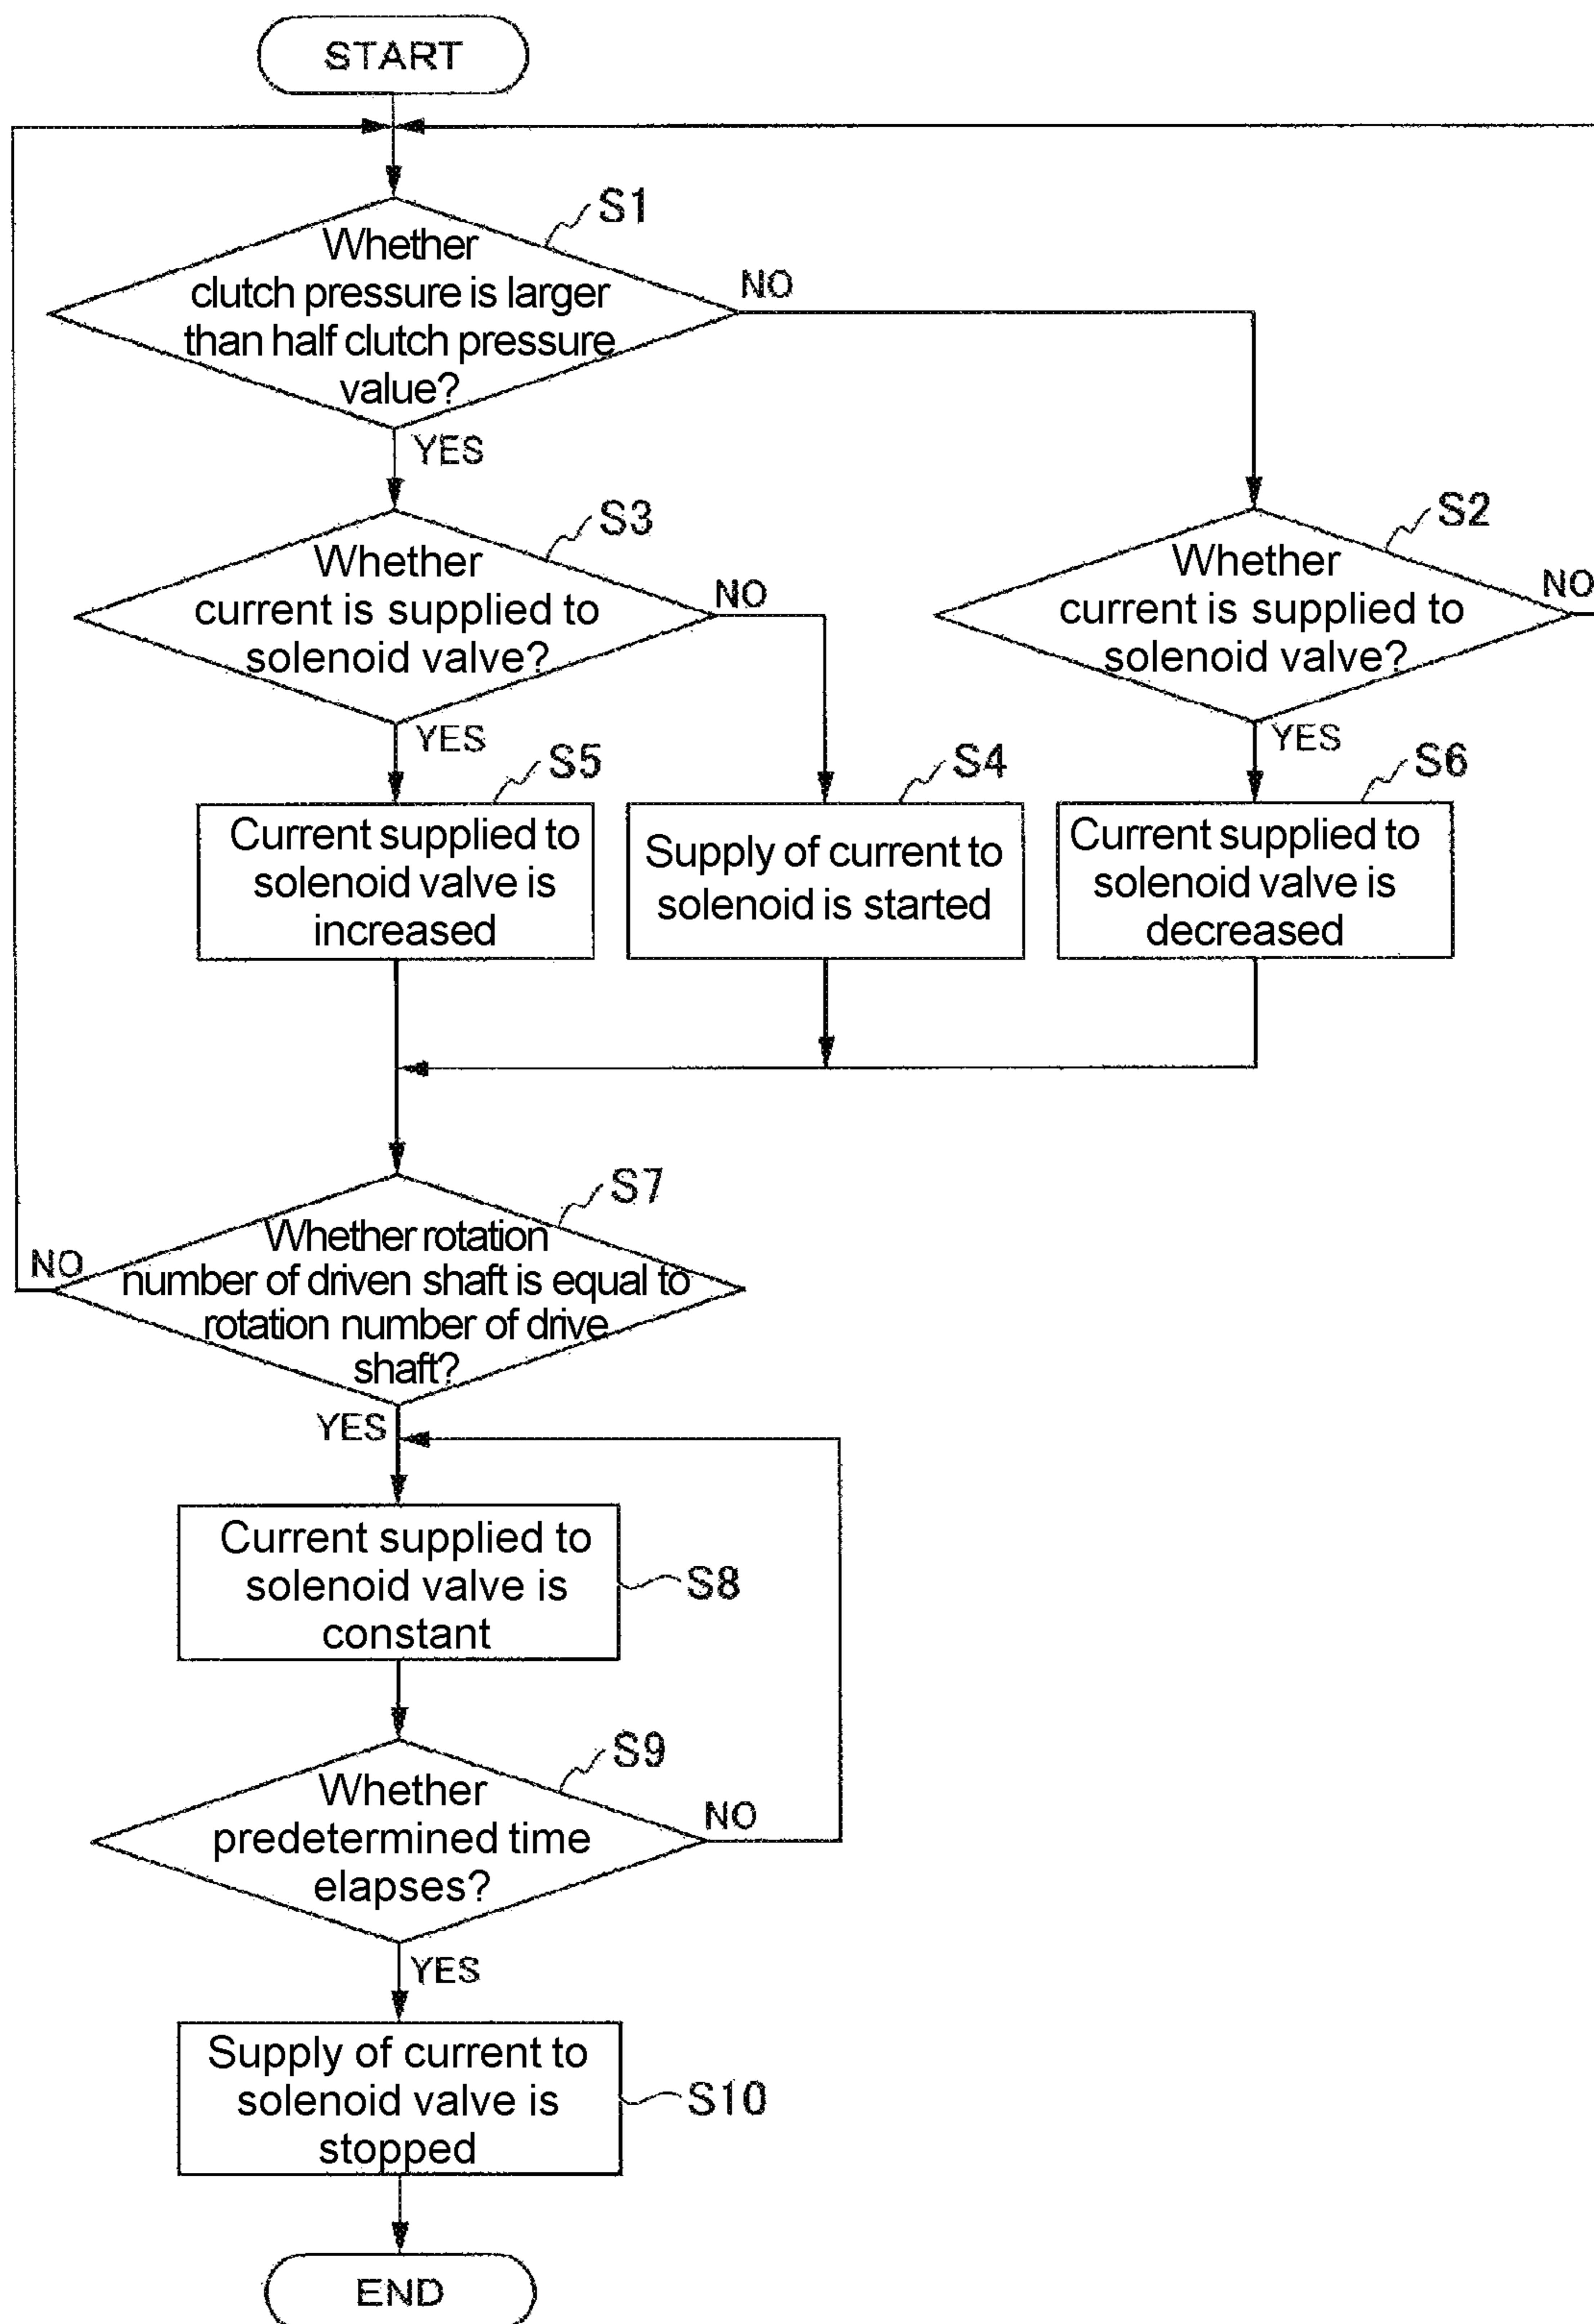 START
S1
Whether
clutch pressure is larger
than half clutch pressure
value?
NO
YES
S3
Whether
current is supplied to
solenoid valve?
NO
YES
S2
Whether
current is supplied to
solenoid valve?
NO
YES
S5
Current supplied to
solenoid valve is
increased
S4
Supply of current to
solenoid is started
S6
Current supplied to
solenoid valve is
decreased
S7
Whether rotation
number of driven shaft is equal to
rotation number of drive
shaft?
NO
YES
Current supplied to
solenoid valve is
constant
S8
S9
Whether
predetermined time
elapses?
NO
YES
Supply of current to
solenoid valve is
stopped
S10
END